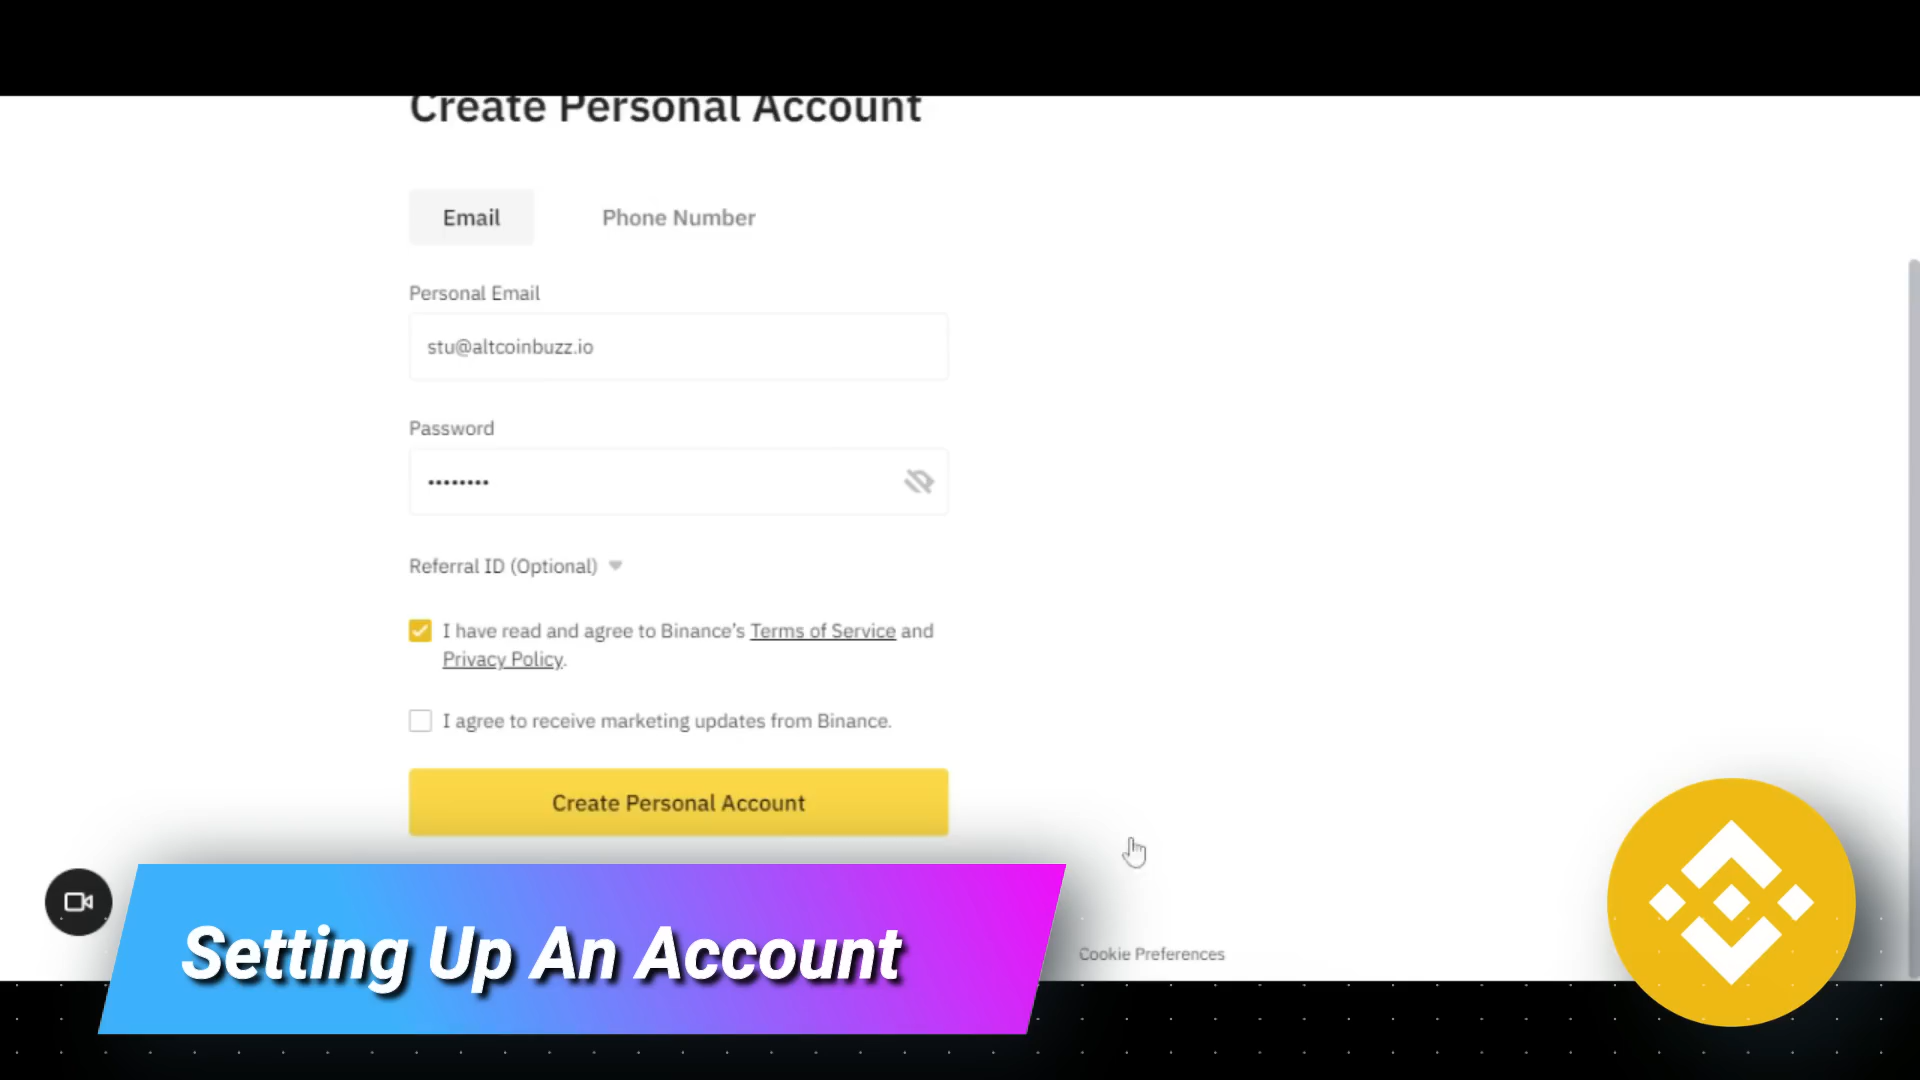 Create Personal Account
Email
Phone Number
Personal Email
stu@altcoinbuzz.io
Password
••••••••
Referral ID (Optional)
I have read and agree to Binance’s Terms of Service and
Privacy Policy.
I agree to receive marketing updates from Binance.
Create Personal Account
Setting Up An Account
Cookie Preferences